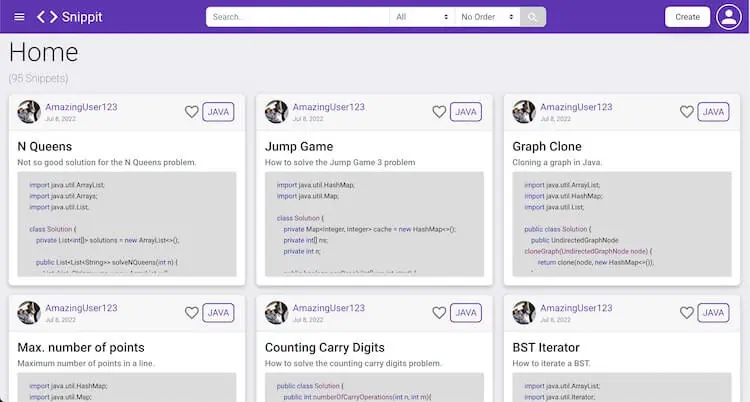 Snippit
Search..
All
No Order
Create
Home
(95 Snippets)
AmazingUser123
Jul 8, 2022
JAVA
N Queens
Not so good solution for the N Queens problem.
import java.util.ArrayList;
import java.util.Arrays;
import java.util.List;
class Solution {
private List<int[]> solutions = new ArrayList<>();
public List<List<String>> solveNQueens(int n) {
AmazingUser123
Jul 8, 2022
JAVA
Jump Game
How to solve the Jump Game 3 problem
import java.util.HashMap;
import java.util.Map;
class Solution {
private Map<Integer, Integer> cache = new HashMap<>();
private int[] ns;
private int n;
AmazingUser123
Jul 8, 2022
JAVA
Graph Clone
Cloning a graph in Java.
import java.util.ArrayList;
import java.util.HashMap;
import java.util.List;
public class Solution {
public UndirectedGraphNode
cloneGraph(UndirectedGraphNode node) {
return clone(node, new HashMap<>());
AmazingUser123
Jul 8, 2022
JAVA
Max. number of points
Maximum number of points in a line.
import java.util.HashMap;
import java.util.Map;
AmazingUser123
Jul 8, 2022
JAVA
Counting Carry Digits
How to solve the counting carry digits problem.
public class Solution {
public int numberOfCarryOperations(int n, int m){
AmazingUser123
Jul 8, 2022
JAVA
BST Iterator
How to iterate a BST.
import java.util.ArrayList;
import java.util.Iterator;